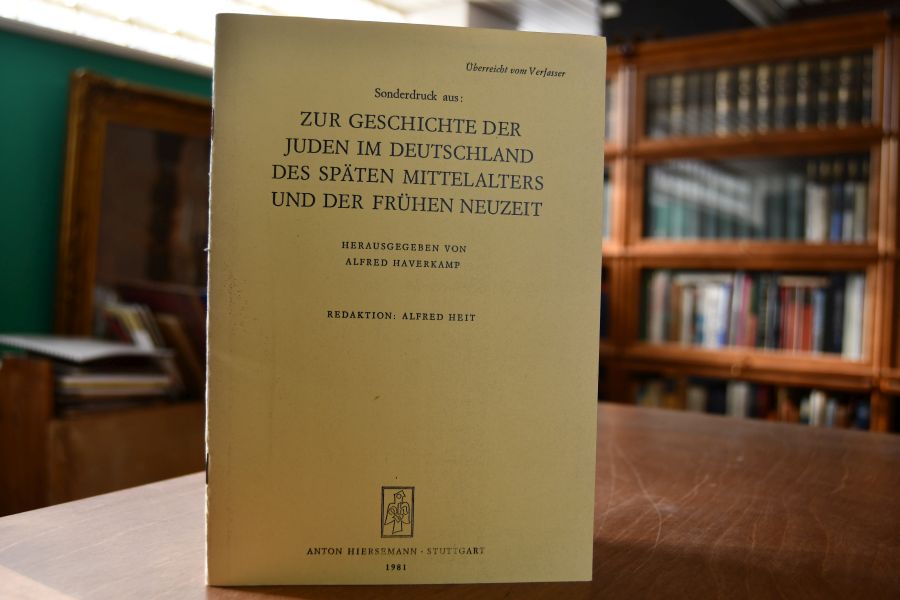 Überreicht vom Verfasser
Sonderdruck aus:
ZUR GESCHICHTE DER
JUDEN IM DEUTSCHLAND
DES SPÄTEN MITTELALTERS
UND DER FRÜHEN NEUZEIT
HERAUSGEGEBEN VON
ALFRED HAVERKAMP
REDAKTION: ALFRED HEIT
ANTON HIERSEMANN · STUTTGART
1981